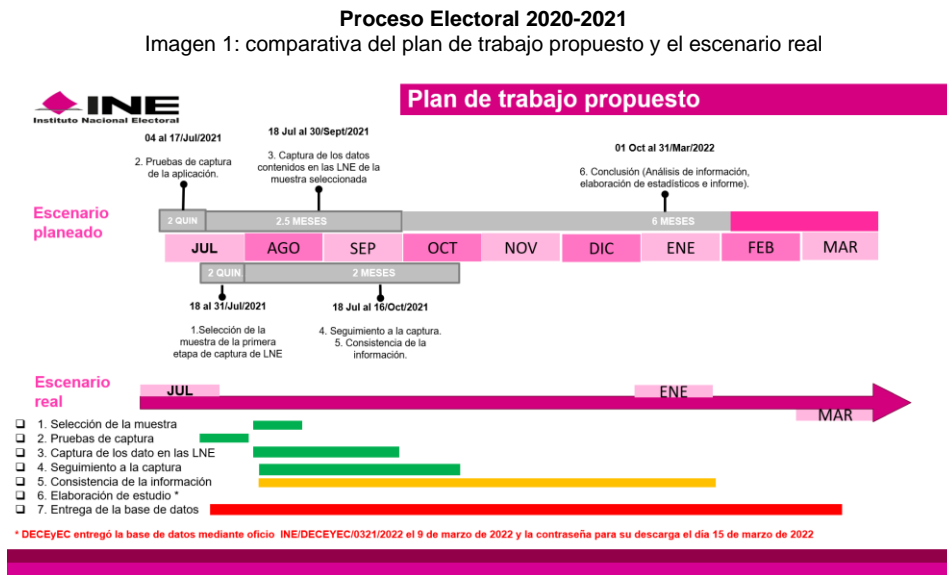 Proceso Electoral 2020-2021
Imagen 1: comparativa del plan de trabajo propuesto y el escenario real
INE
Instituto Nacional Electoral
Plan de trabajo propuesto
04 al 17/Jul/2021
2. Pruebas de captura
de la aplicación.
18 Jul al 30/Sept/2021
3. Captura de los datos
contenidos en las LNE de la
muestra seleccionada
01 Oct al 31/Mar/2022
6. Conclusión (Análisis de información,
elaboración de estadísticos e informe).
Escenario
planeado
2 QUIN
2.5 MESES
6 MESES
JUL
AGO
SEP
OCT
NOV
DIC
ENE
FEB
MAR
2 QUIN
2 MESES
18 al 31/Jul/2021
1.Selección de la
muestra de la primera
etapa de captura de LNE
18 Jul al 16/Oct/2021
4. Seguimiento a la captura.
5. Consistencia de la
información.
Escenario
real
JUL
ENE
MAR
1. Selección de la muestra
2. Pruebas de captura
3. Captura de los dato en las LNE
4. Seguimiento a la captura
5. Consistencia de la información
6. Elaboración de estudio *
7. Entrega de la base de datos
* DECEyEC entregó la base de datos mediante oficio INE/DECEYEC/0321/2022 el 9 de marzo de 2022 y la contraseña para su descarga el día 15 de marzo de 2022